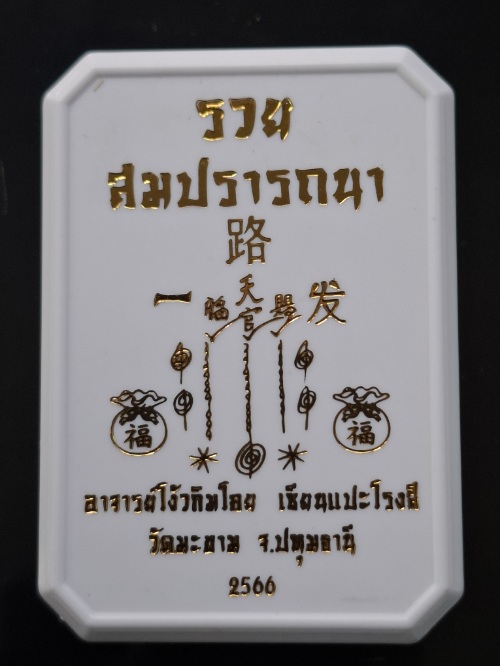 รวย
สมปรารถนา
路
一 福 天 賜 发
官
福 福
อาจารย์โง้วกิมโคย เซียนแปะโรงสี
วัดมะขาม จ.ปทุมธานี
2566